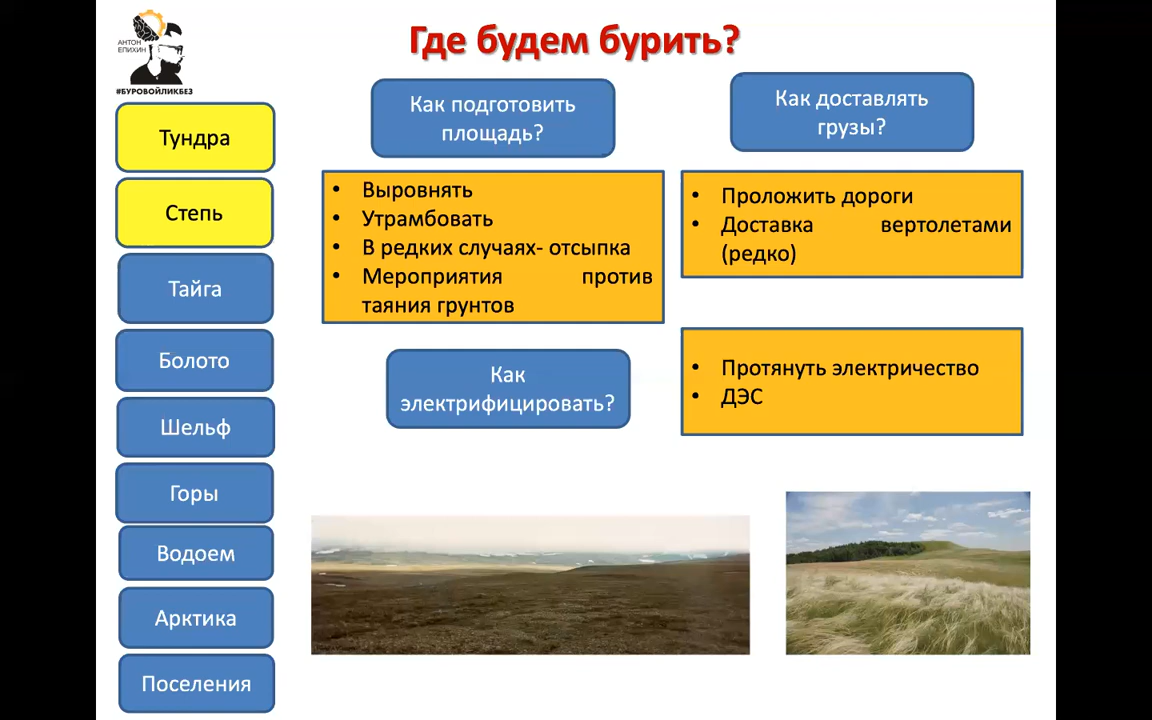 Где будем бурить?
АНТОН
ЕПИХИН
#БУРОВОЙЛИКБЕЗ
Тундра
Степь
Тайга
Болото
Шельф
Горы
Водоем
Арктика
Поселения
Как подготовить
площадь?
• Выровнять
• Утрамбовать
• В редких случаях- отсыпка
• Мероприятия против
таяния грунтов
Как доставлять
грузы?
• Проложить дороги
• Доставка вертолетами
(редко)
Как
электрифицировать?
• Протянуть электричество
• ДЭС